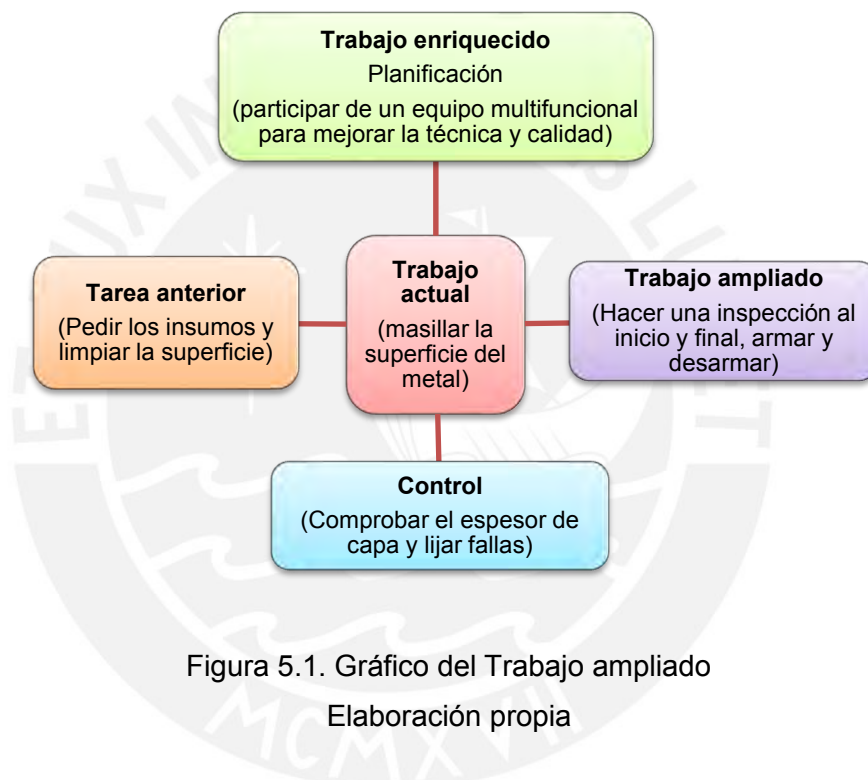 Trabajo enriquecido
Planificación
(participar de un equipo multifuncional
para mejorar la técnica y calidad)
Tarea anterior
(Pedir los insumos y
limpiar la superficie)
Trabajo
actual
(masillar la
superficie del
metal)
Trabajo ampliado
(Hacer una inspección al
inicio y final, armar y
desarmar)
Control
(Comprobar el espesor de
capa y lijar fallas)
Figura 5.1. Gráfico del Trabajo ampliado
Elaboración propia
MCMXVII